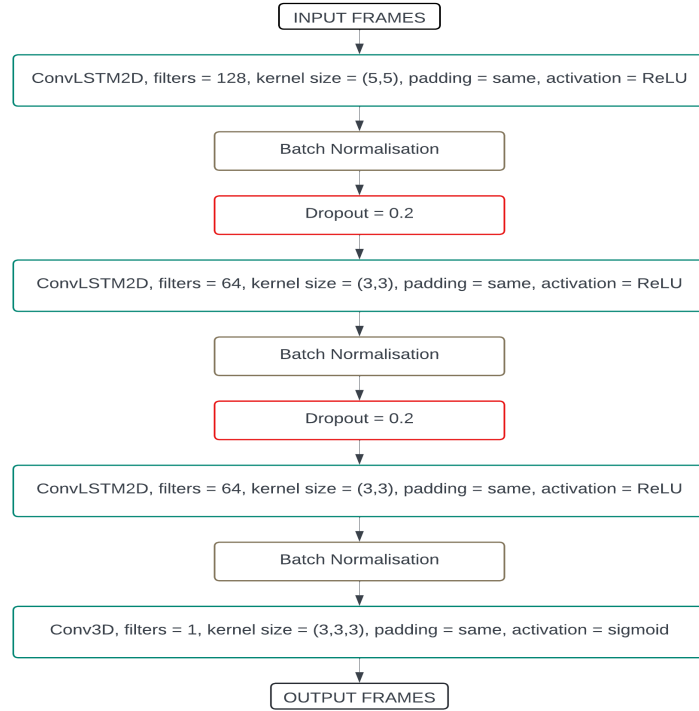 INPUT FRAMES
ConvLSTM2D, filters = 128, kernel size = (5,5), padding = same, activation = ReLU
Batch Normalisation
Dropout = 0.2
ConvLSTM2D, filters = 64, kernel size = (3,3), padding = same, activation = ReLU
Batch Normalisation
Dropout = 0.2
ConvLSTM2D, filters = 64, kernel size = (3,3), padding = same, activation = ReLU
Batch Normalisation
Conv3D, filters = 1, kernel size = (3,3,3), padding = same, activation = sigmoid
OUTPUT FRAMES